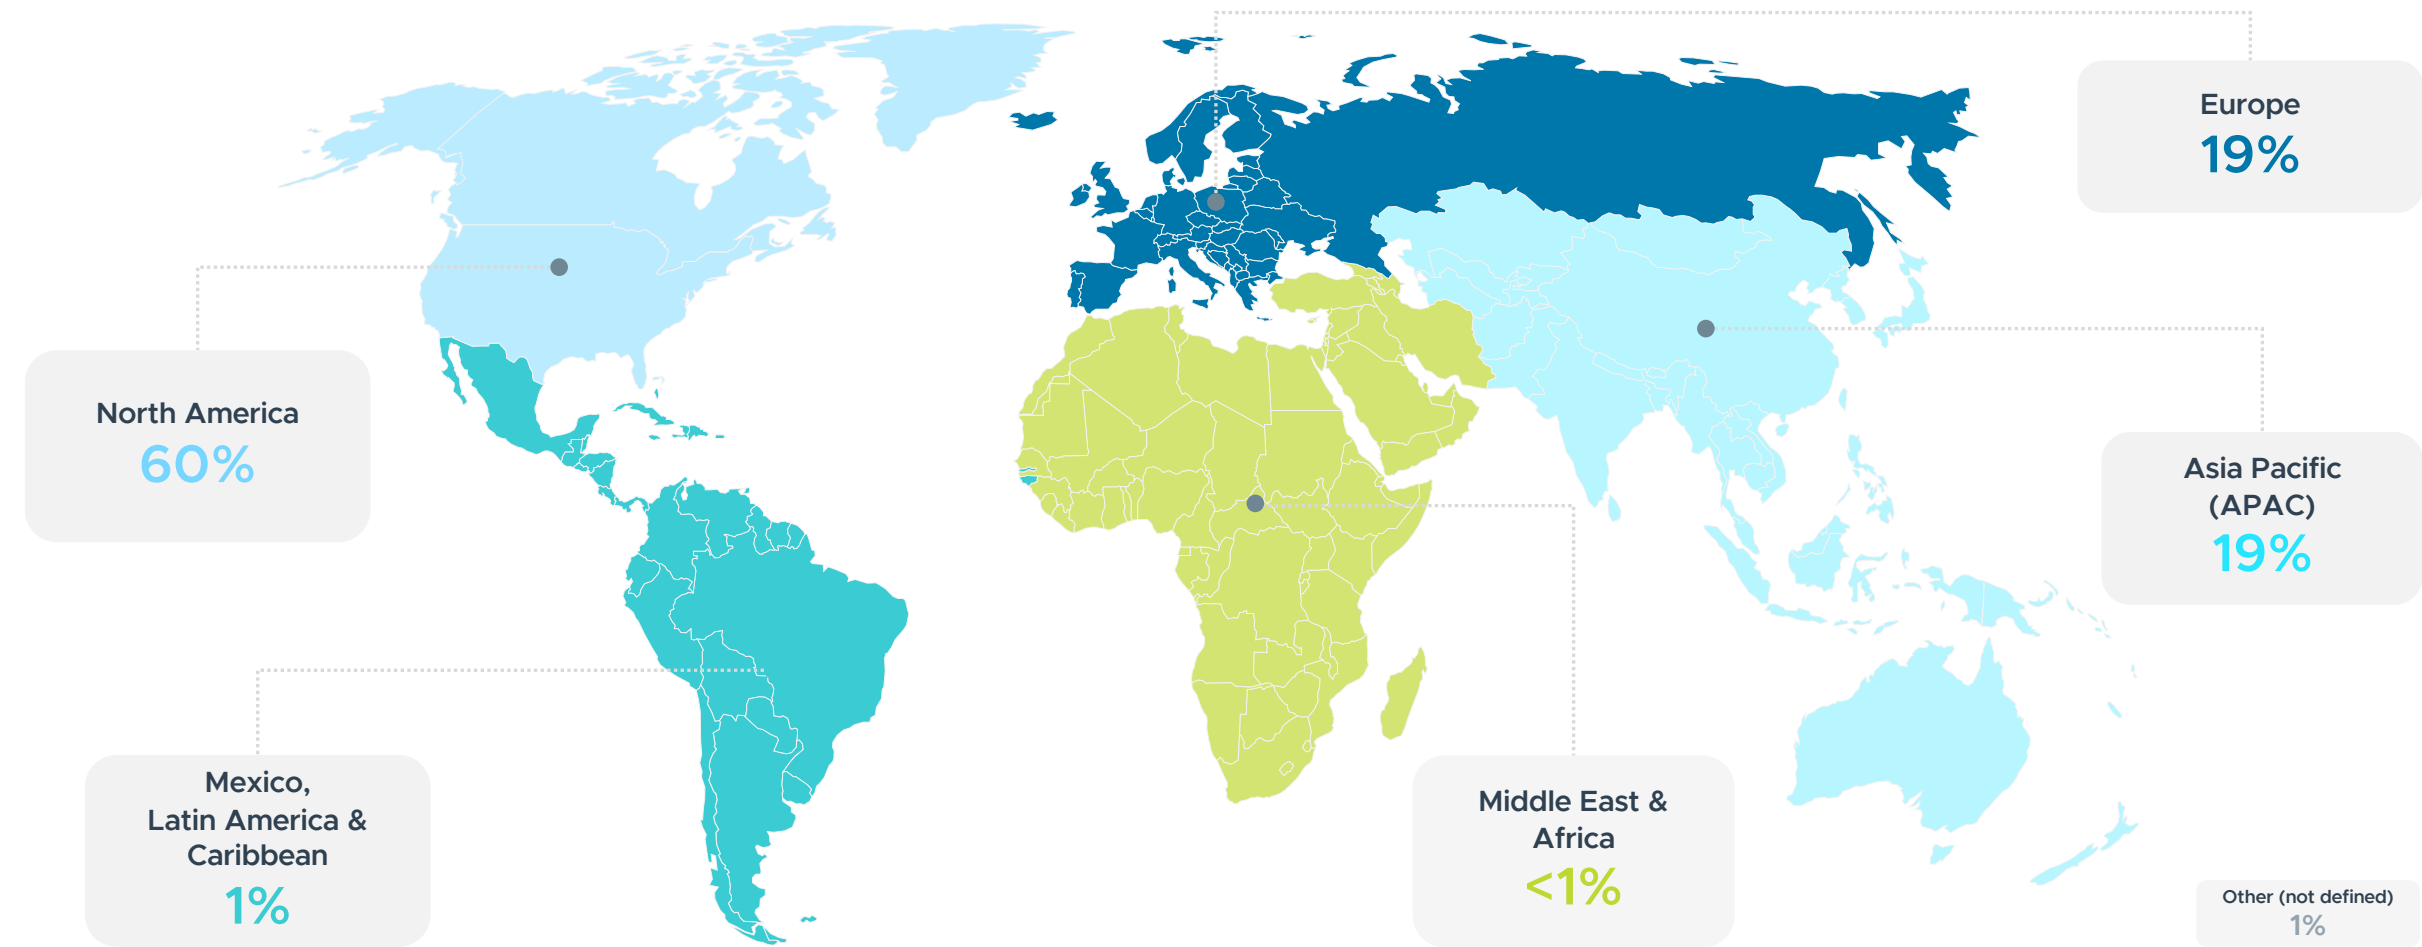 Europe
19%
North America
60%
Asia Pacific
(APAC)
19%
Mexico,
Latin America &
Caribbean
1%
Middle East &
Africa
<1%
Other (not defined)
1%